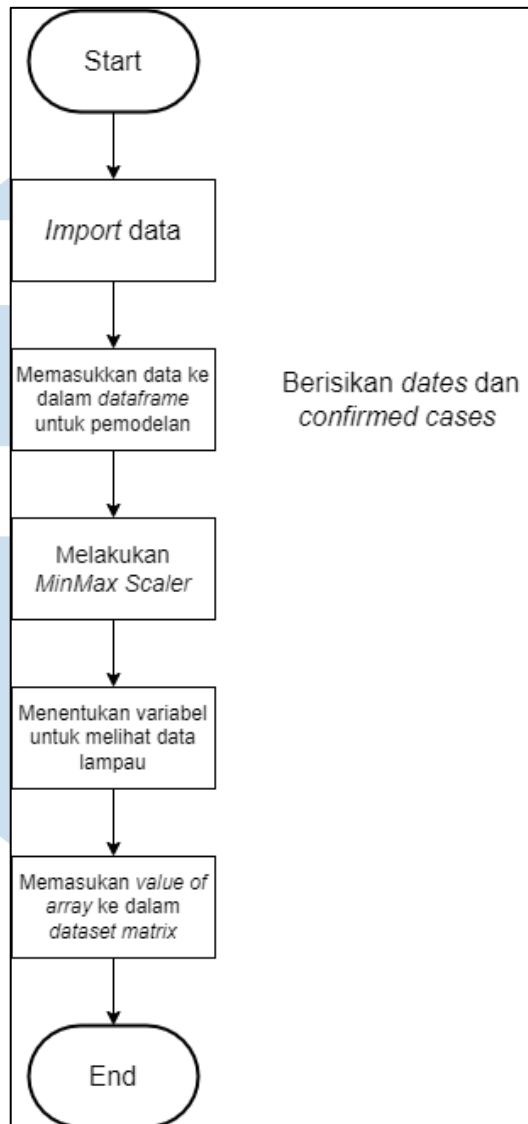 Start
Import data
Memasukkan data ke
dalam dataframe
untuk pemodelan
Berisikan dates dan
confirmed cases
Melakukan
MinMax Scaler
Menentukan variabel
untuk melihat data
lampau
Memasukan value of
array ke dalam
dataset matrix
End